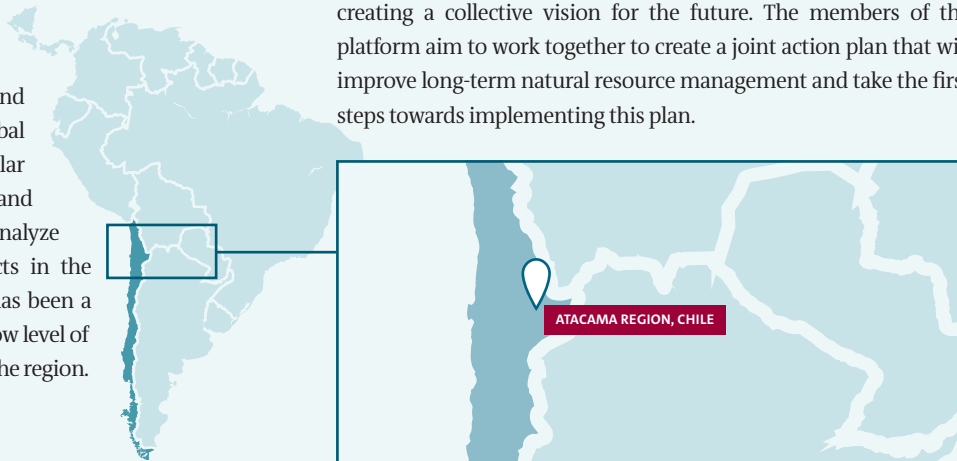 nd
bal
lar
and
nalyze
cts in the
as been a
ow level of
he region.
creating a collective vision for the future. The members of th
platform aim to work together to create a joint action plan that wi
improve long-term natural resource management and take the firs
steps towards implementing this plan.
ATACAMA REGION, CHILE